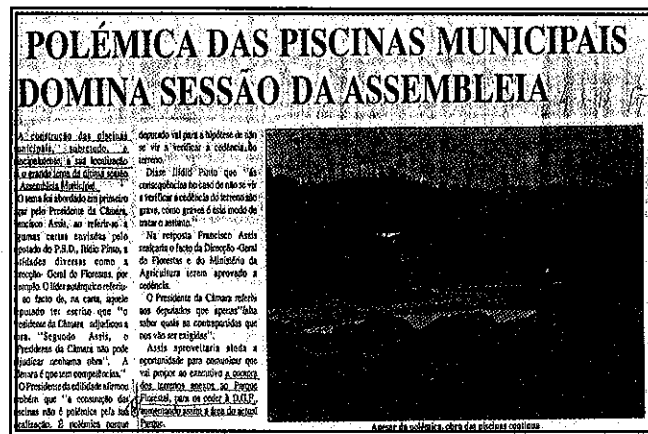 POLÉMICA DAS PISCINAS MUNICIPAIS
DOMINA SESSÃO DA ASSEMBLEIA
A construção das piscinas
municipais, sobretudo, a
a sua localização
o grande tema da última sessão
Assembleia Municipal.
O tema foi abordado em primeiro
pelo Presidente da Câmara,
Francisco Assis, ao referir-se a
algumas cartas enviadas pelo
deputado do P.S.D., Ilídio Pinto, a
entidades diversas como a
Direcção-Geral de Florestas, por
exemplo. O líder autárquico referiu-
ao facto de, na carta, aquele
deputado ter escrito que "o
Presidente da Câmara adjudicou a
obra. "Segundo Assis, o
Presidente da Câmara não pode
adjudicar nenhuma obra". A
Câmara é que tem competências."
O Presidente da edilidade afirmou
também que "a construção das
piscinas não é polémica pela sua
localização. É polémica porque
deputado vai para a hipótese de não
se vir a verificar a cedência do
terreno.
Disse Ilídio Pinto que "as
consequências no caso de não se vir
a verificar a cedência do terreno são
grave, como graves é este modo de
tratar o assunto."
Na resposta Francisco Assis
realçaria o facto da Direcção-Geral
de Florestas e do Ministério da
Agricultura terem aprovado a
cedência.
O Presidente da Câmara referiu
aos deputados que apenas "falta
saber quais as contrapartidas que
nos vão ser exigidas".
Assis aproveitaria ainda a
oportunidade para comunicar que
vai propor ao executivo a compra
dos terrenos anexos ao Parque
Florestal, para os ceder à D.G.F.,
aumentando assim a área do actual
Parque.
Apesar da polémica, obra das piscinas continua